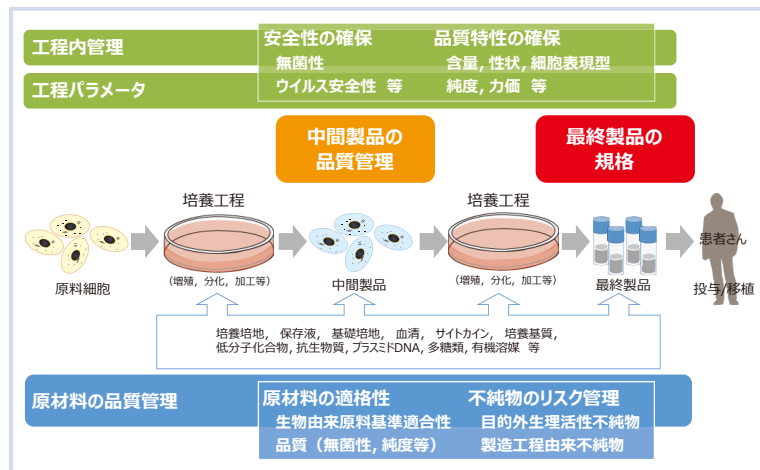 工程内管理
安全性の確保
品質特性の確保
無菌性
含量, 性状, 細胞表現型
工程パラメータ
ウイルス安全性 等
純度, 力価 等
中間製品の
品質管理
最終製品の
規格
培養工程
培養工程
患者さん
(増殖, 分化, 加工等)
(増殖, 分化, 加工等)
原料細胞
中間製品
最終製品
投与/移植
培養培地, 保存液, 基礎培地, 血清, サイトカイン, 培養基質,
低分子化合物, 抗生物質, プラスミドDNA, 多糖類, 有機溶媒 等
原材料の品質管理
原材料の適格性
不純物のリスク管理
生物由来原料基準適合性
目的外生理活性不純物
品質（無菌性, 純度等）
製造工程由来不純物